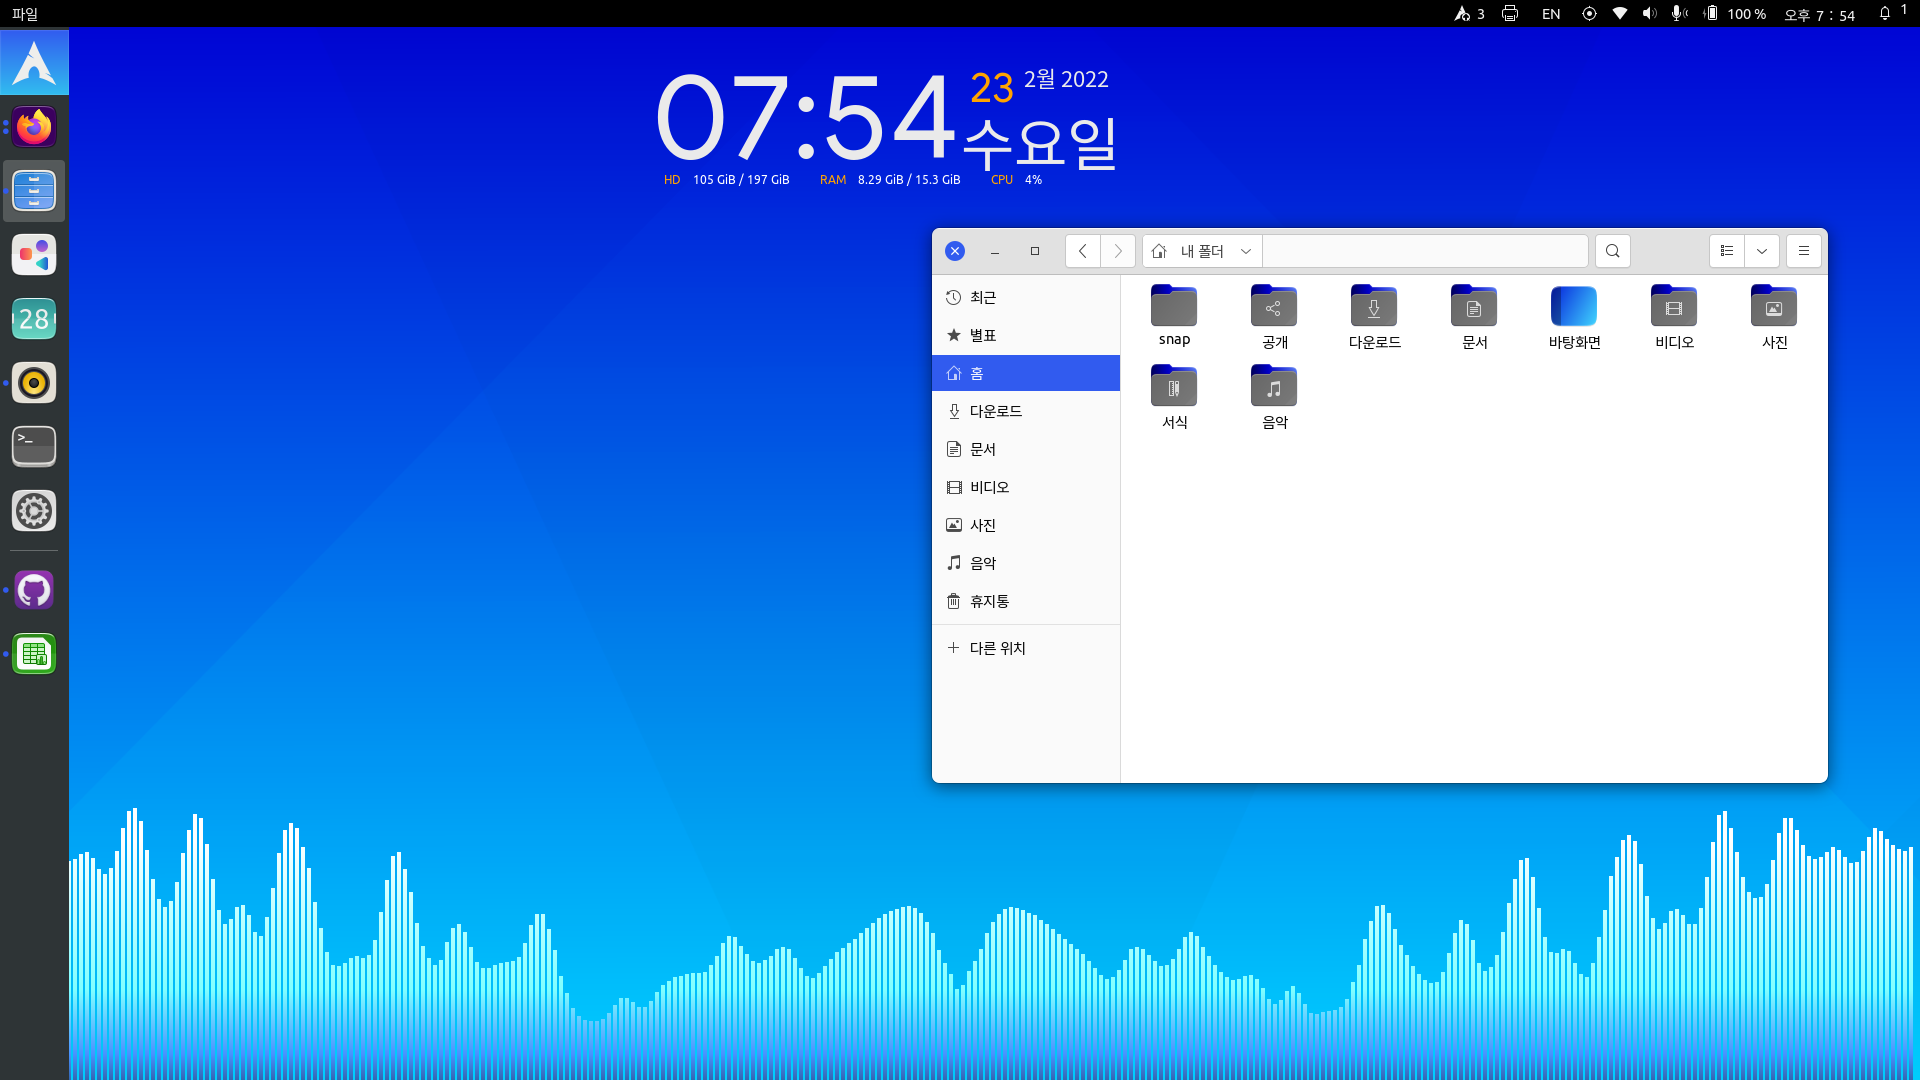 파일
3 EN 100 % 오후 7 : 54 1
07:54 23 2월 2022
수요일
HD 105 GiB / 197 GiB RAM 8.29 GiB / 15.3 GiB CPU 4%
28
>_
내 폴더
최근
별표
홈
다운로드
문서
비디오
사진
음악
휴지통
다른 위치
snap 공개 다운로드 문서 바탕화면 비디오 사진
서식 음악